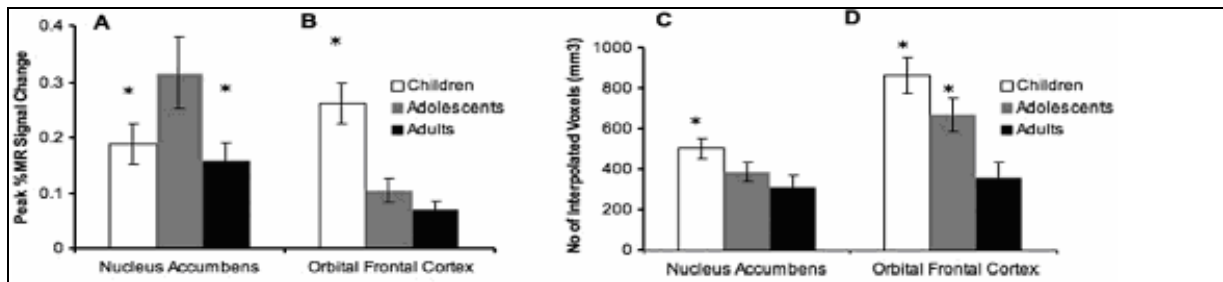 A
B
Peak %MR Signal Change
0.4
0.3
0.2
0.1
0
*
*
*
Children
Adolescents
Adults
Nucleus Accumbens
Orbital Frontal Cortex
C
D
No of Interpolated Voxels (mm3)
1000
800
600
400
200
0
*
*
*
Children
Adolescents
Adults
Nucleus Accumbens
Orbital Frontal Cortex